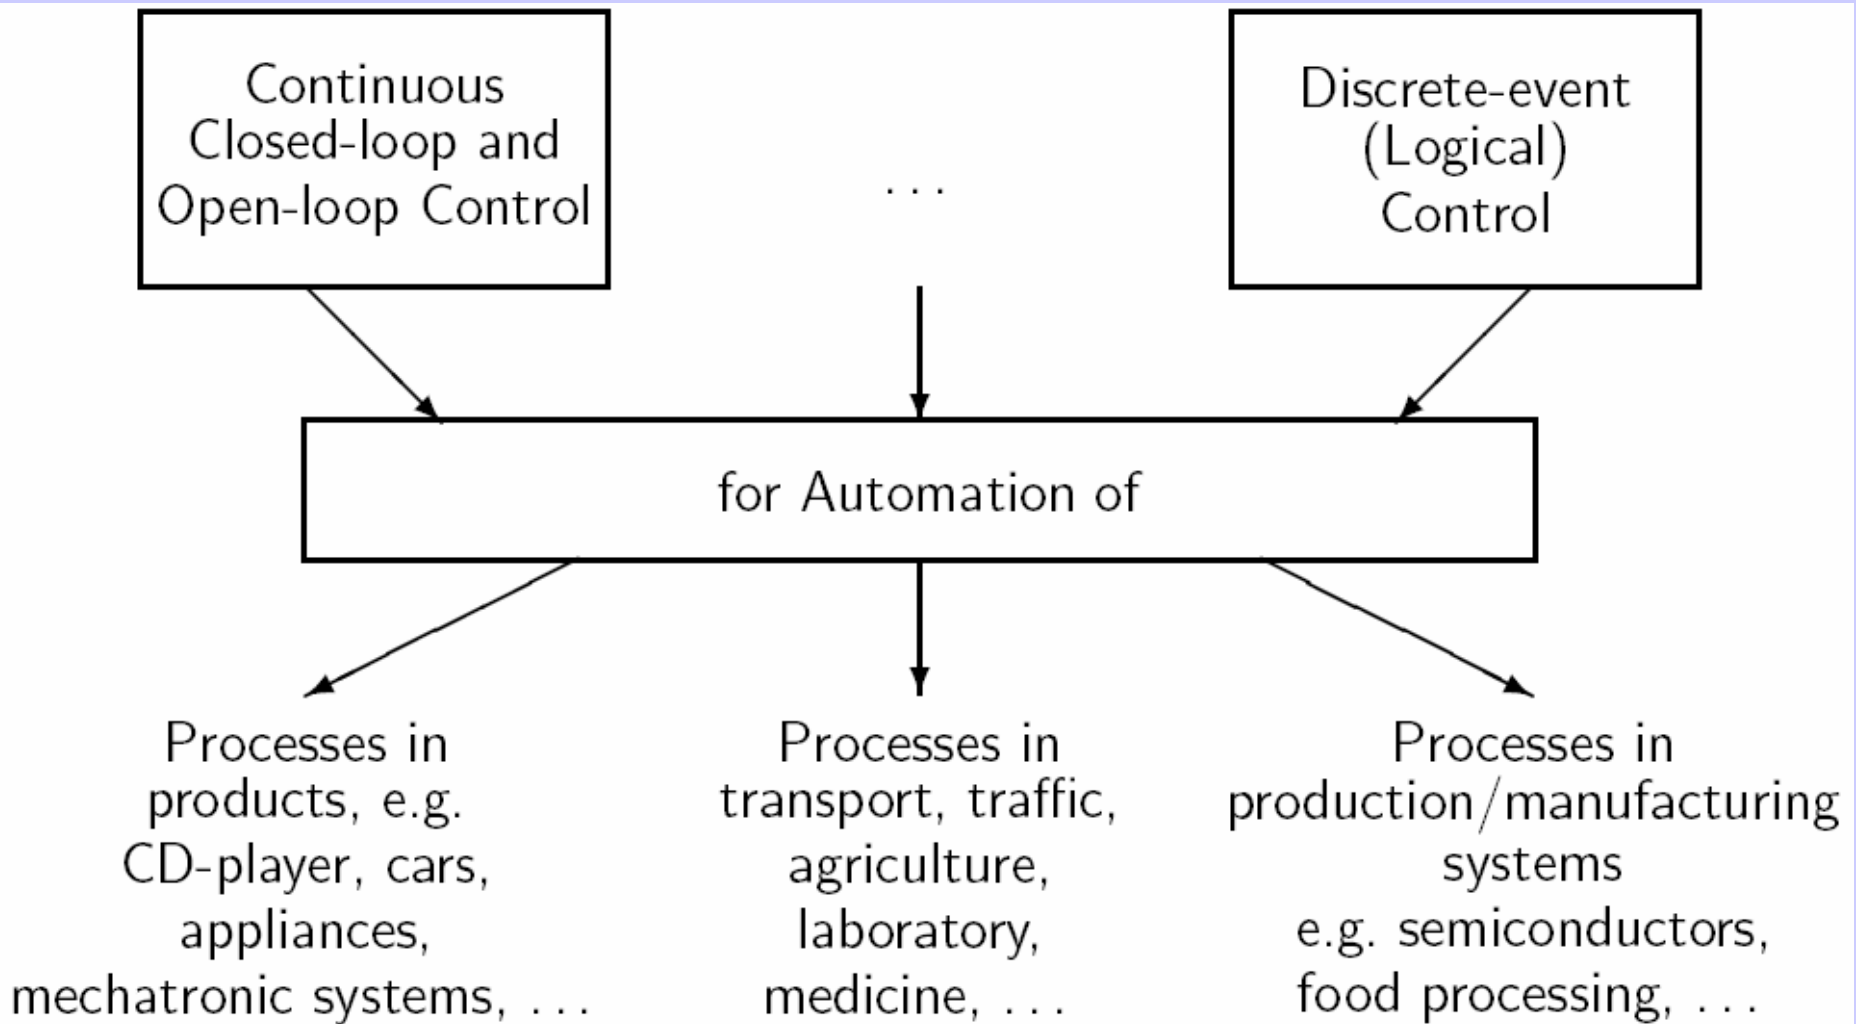 Continuous
Closed-loop and
Open-loop Control
. . .
Discrete-event
(Logical)
Control
for Automation of
Processes in
products, e.g.
CD-player, cars,
appliances,
mechatronic systems, . . .
Processes in
transport, traffic,
agriculture,
laboratory,
medicine, . . .
Processes in
production/manufacturing
systems
e.g. semiconductors,
food processing, . . .